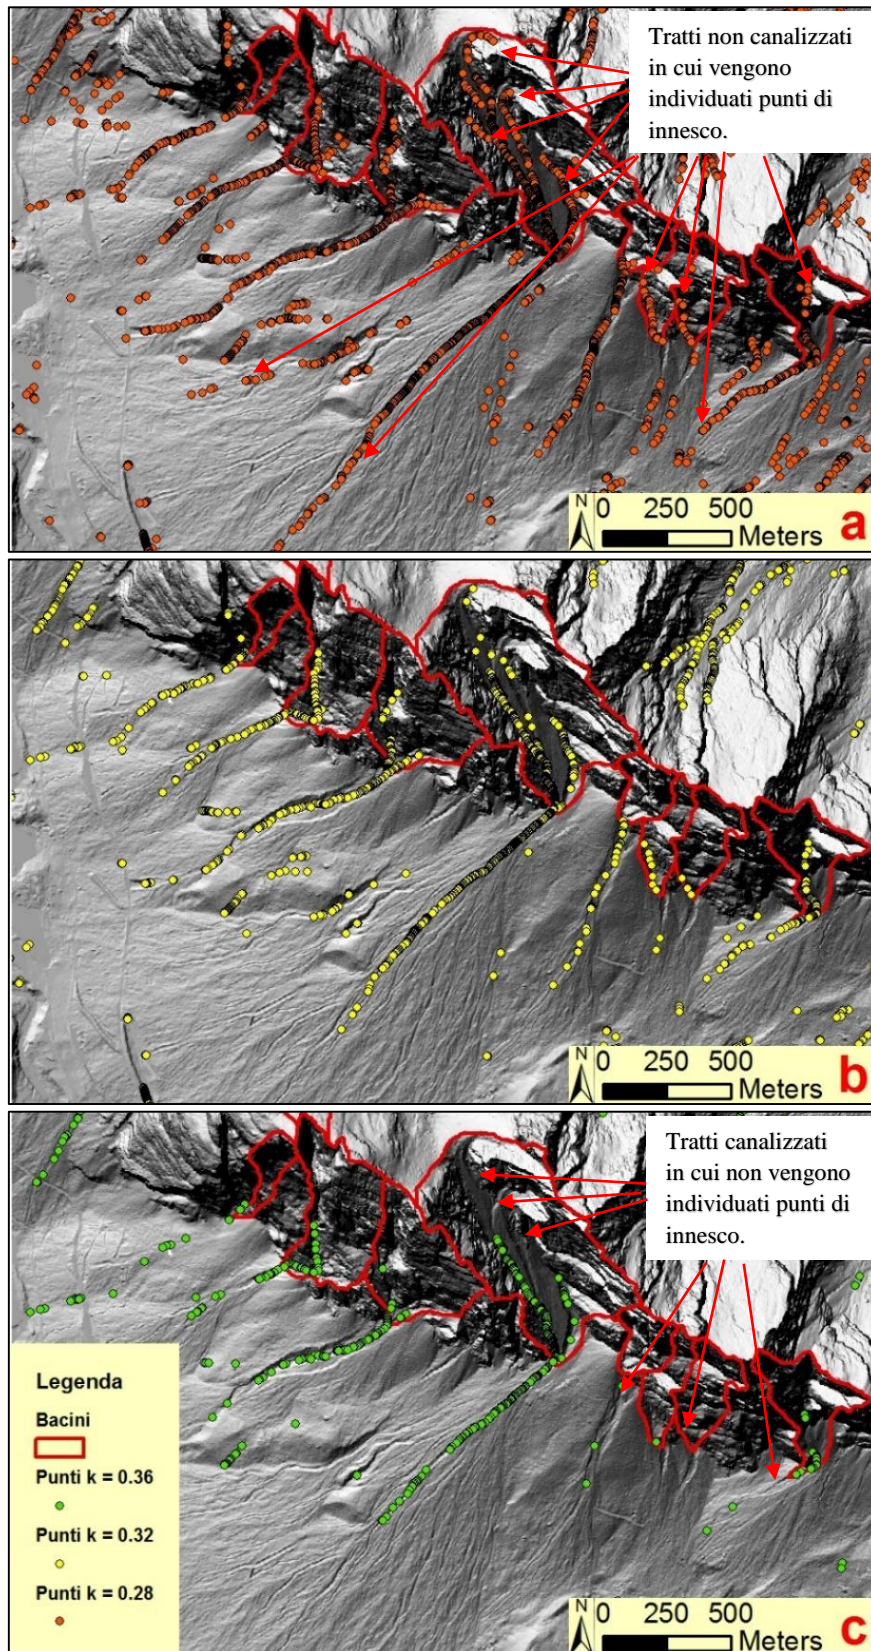 Tratti non canalizzati
in cui vengono
individuati punti di
innesco.
N
0 250 500
Meters
a
N
0 250 500
Meters
b
Tratti canalizzati
in cui non vengono
individuati punti di
innesco.
Legenda
Bacini
Punti k = 0.36
Punti k = 0.32
Punti k = 0.28
N
0 250 500
Meters
c